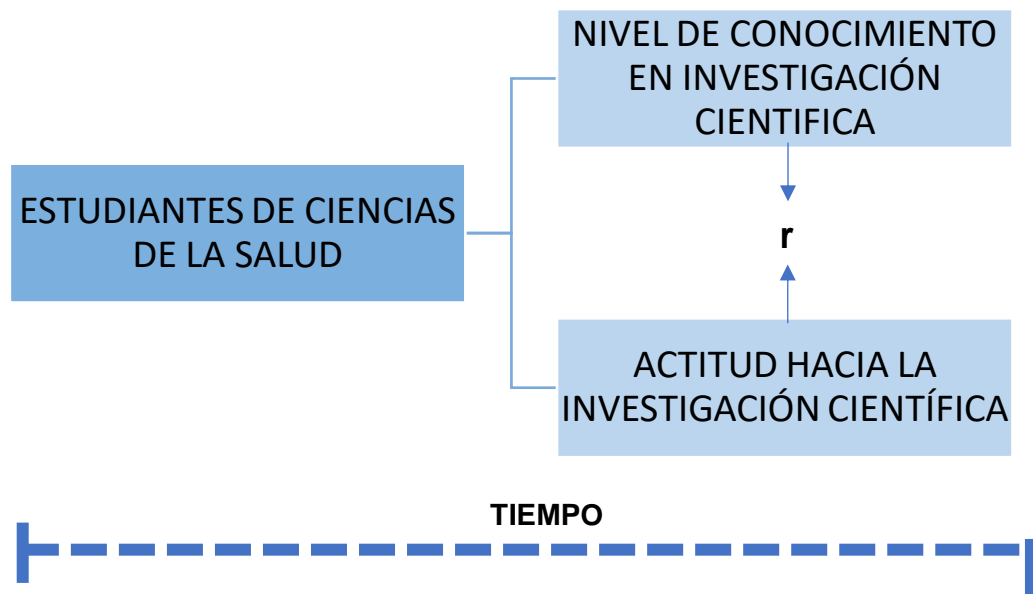 NIVEL DE CONOCIMIENTO
EN INVESTIGACIÓN
CIENTIFICA
ESTUDIANTES DE CIENCIAS
DE LA SALUD
r
ACTITUD HACIA LA
INVESTIGACIÓN CIENTÍFICA
TIEMPO